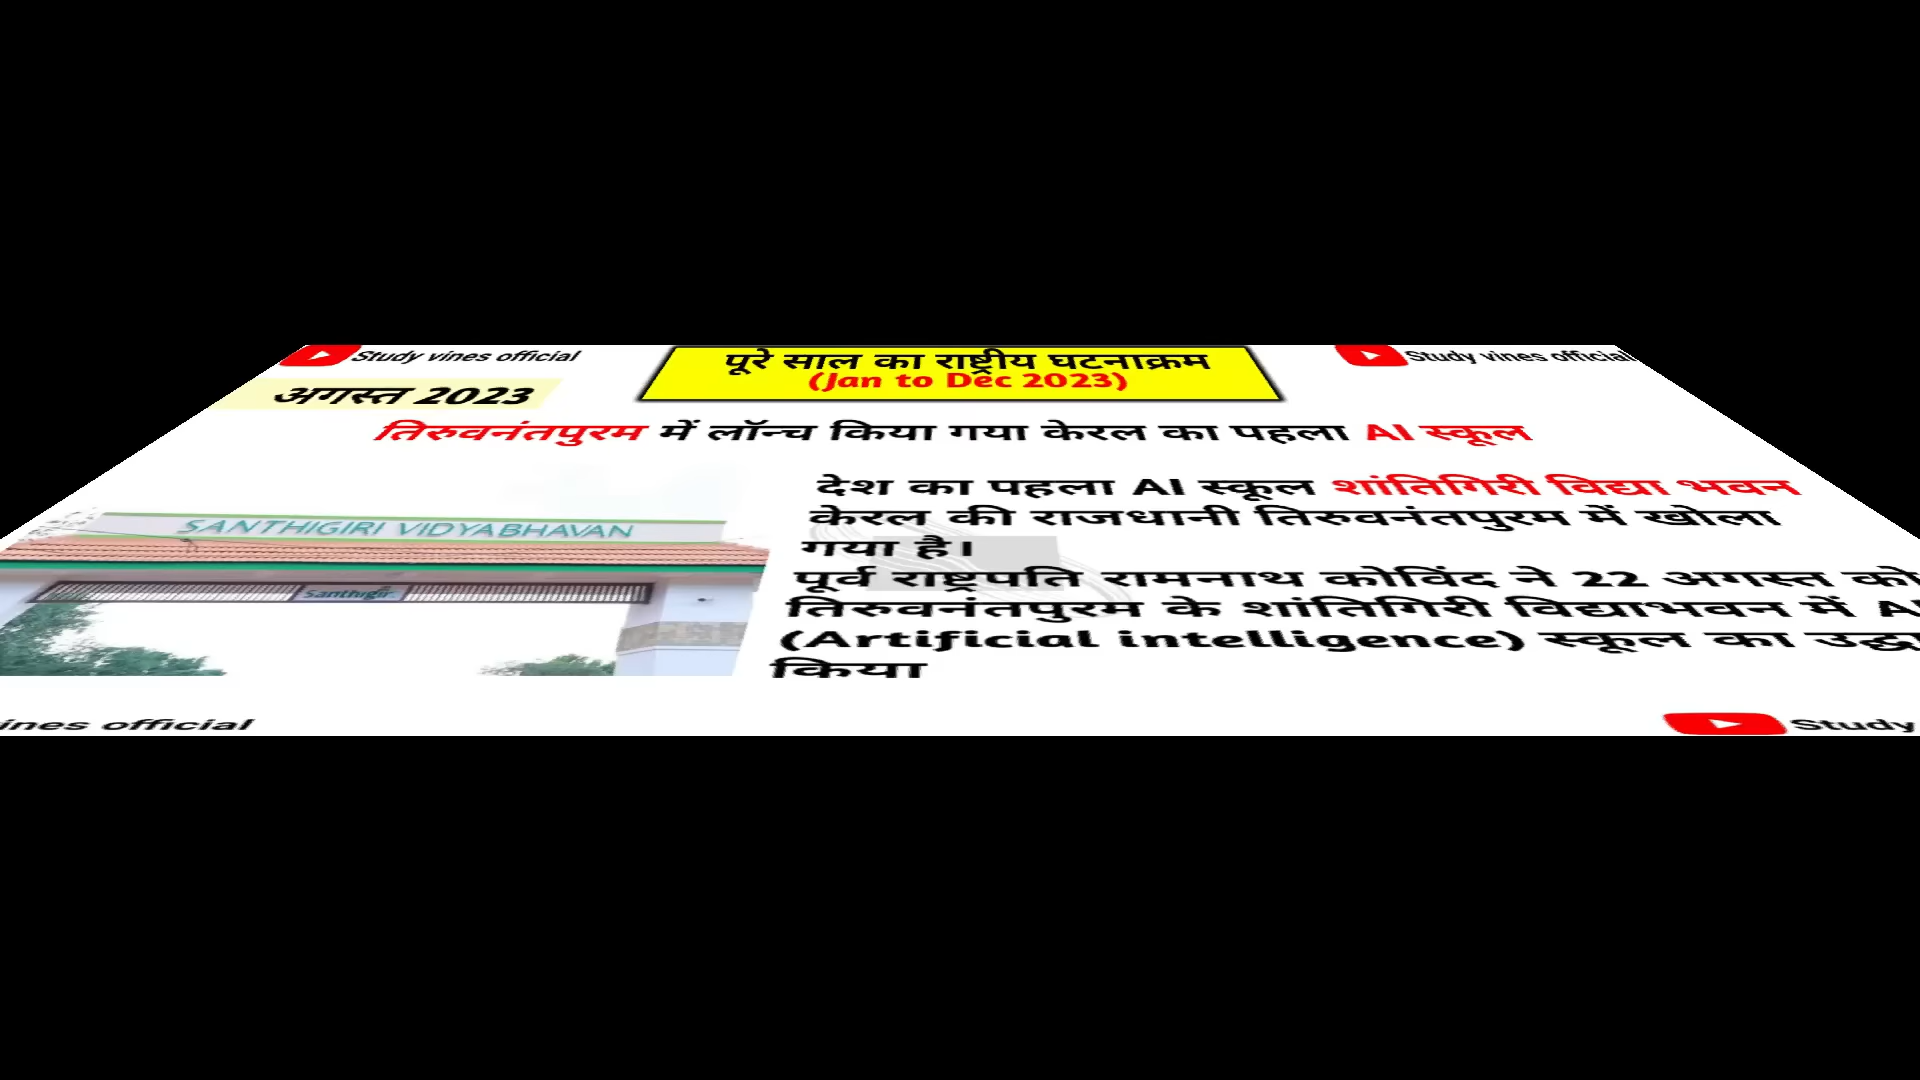 Study vines official
पूरे साल का राष्ट्रीय घटनाक्रम
(Jan to Dec 2023)
Study vines official
अगस्त 2023
तिरुवनंतपुरम में लॉन्च किया गया केरल का पहला AI स्कूल
देश का पहला AI स्कूल शांतिगिरी विद्या भवन
केरल की राजधानी तिरुवनंतपुरम में खोला
गया है।
पूर्व राष्ट्रपति रामनाथ कोविंद ने 22 अगस्त को
तिरुवनंतपुरम के शांतिगिरी विद्याभवन में
(Artificial intelligence) स्कूल का
किया
SANTHIGIRI VIDYABHAVAN
Santhigiri
official
Study